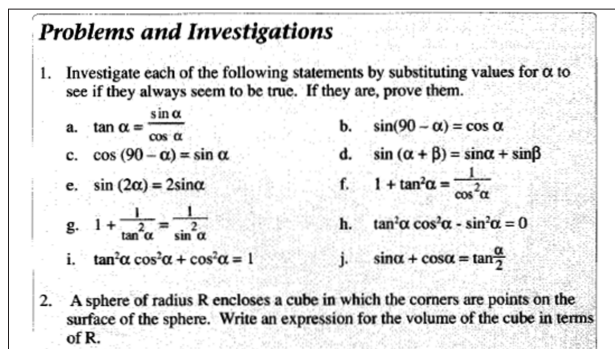 Problems and Investigations
1. Investigate each of the following statements by substituting values for α to
see if they always seem to be true. If they are, prove them.
a. tan α = sin α / cos α
b. sin(90 – α) = cos α
c. cos (90 – α) = sin α
d. sin (α + β) = sinα + sinβ
e. sin (2α) = 2sinα
f. 1 + tan²α = 1 / cos²α
g. 1 + 1 / tan²α = 1 / sin²α
h. tan²α cos²α - sin²α = 0
i. tan²α cos²α + cos²α = 1
j. sinα + cosα = tan α/2
2. A sphere of radius R encloses a cube in which the corners are points on the
surface of the sphere. Write an expression for the volume of the cube in terms
of R.